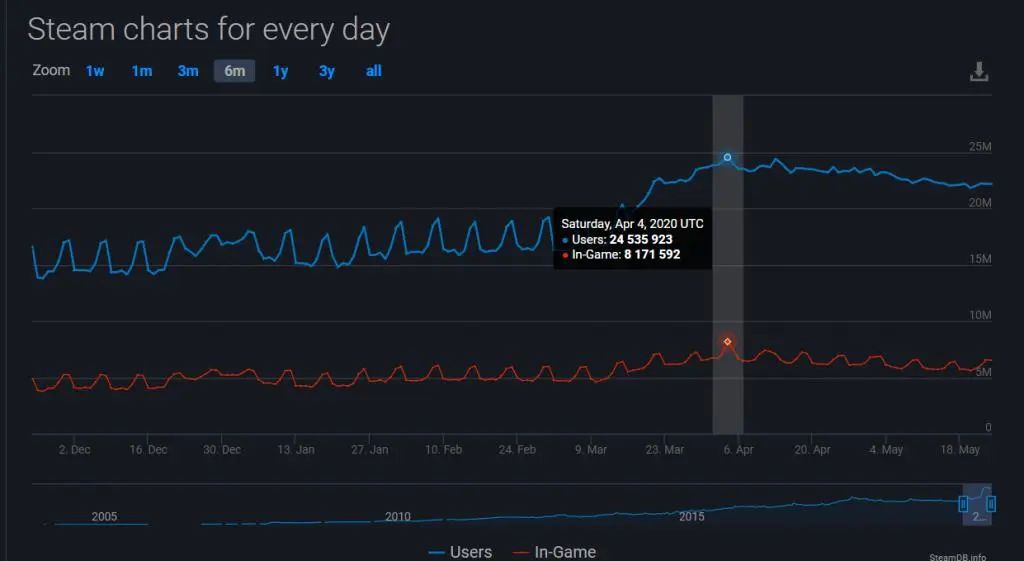 Steam charts for every day
Zoom 1w 1m 3m 6m 1y 3y all
25M
20M
Saturday, Apr 4, 2020 UTC
Users: 24 535 923
In-Game: 8 171 592
15M
10M
5M
0
2. Dec 16. Dec 30. Dec 13. Jan 27. Jan 10. Feb 24. Feb 9. Mar 23. Mar 6. Apr 20. Apr 4. May 18. May
2005 2010 2015 2...
Users In-Game
SteamDB.info